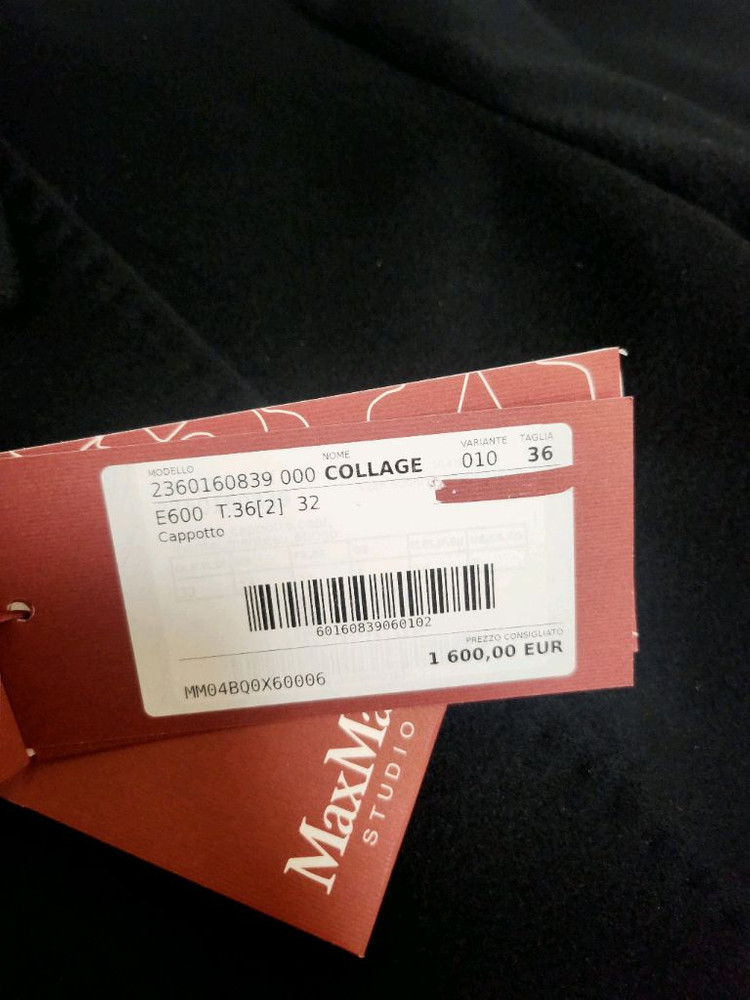 MODELLO NOME VARIANTE TAGLIA
2360160839 000 COLLAGE 010 36
E600 T.36[2] 32
Cappotto
60160839060102
PREZZO CONSIGLIATO
1 600,00 EUR
MM04BQ0X60006
STUDIO